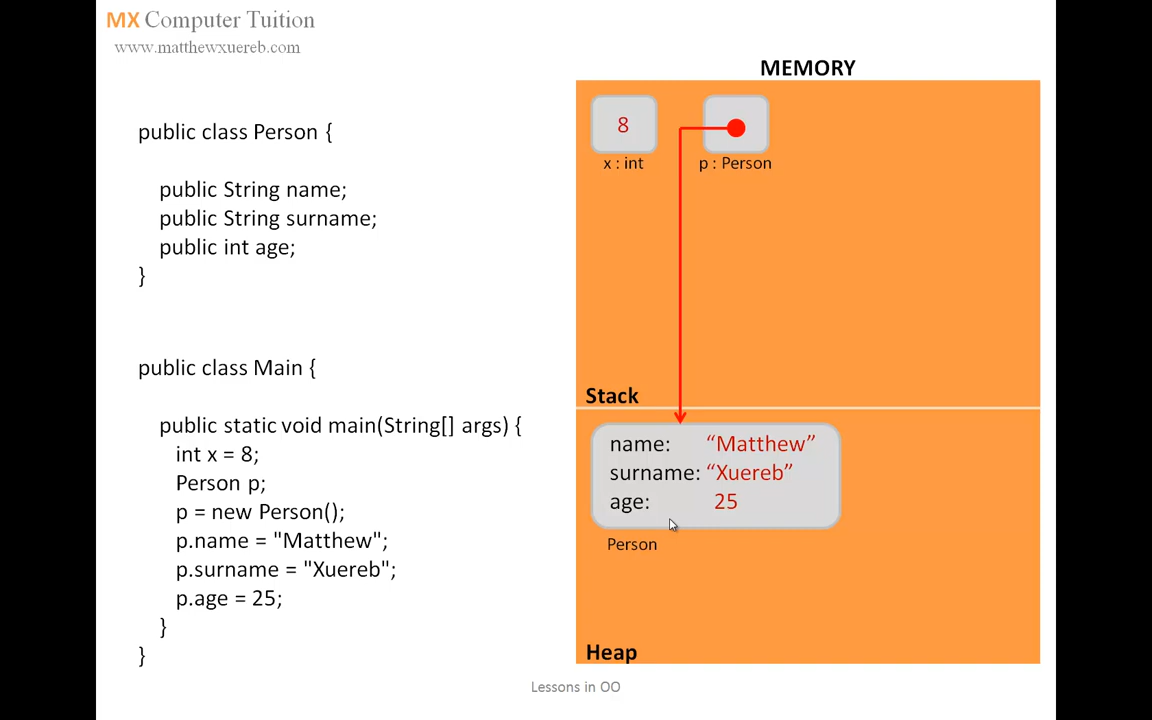 MX Computer Tuition
www.matthewxuereb.com
public class Person {
public String name;
public String surname;
public int age;
}
public class Main {
public static void main(String[] args) {
int x = 8;
Person p;
p = new Person();
p.name = "Matthew";
p.surname = "Xuereb";
p.age = 25;
}
}
MEMORY
8
x : int
p : Person
Stack
name: “Matthew”
surname: “Xuereb”
age: 25
Person
Heap
Lessons in OO